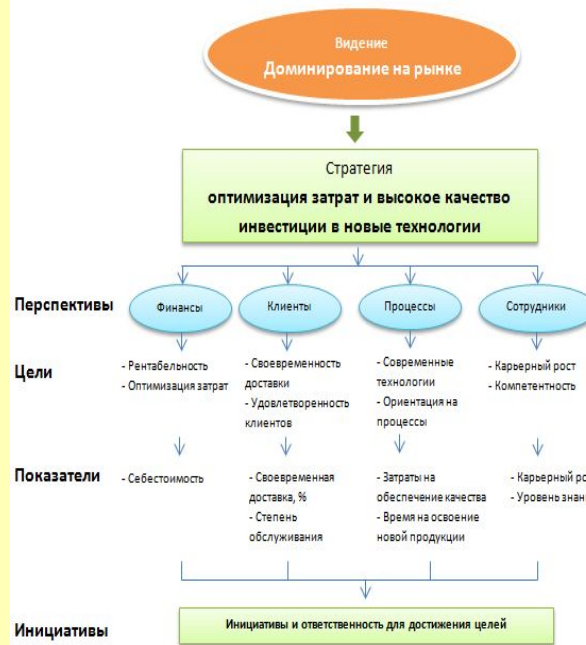 Видение
Доминирование на рынке
Стратегия
оптимизация затрат и высокое качество
инвестиции в новые технологии
Перспективы
Финансы
Клиенты
Процессы
Сотрудники
Цели
- Рентабельность
- Оптимизация затрат
- Своевременность
доставки
- Удовлетворенность
клиентов
- Современные
технологии
- Ориентация на
процессы
- Карьерный рост
- Компетентность
Показатели
- Себестоимость
- Своевременная
доставка, %
- Степень
обслуживания
- Затраты на
обеспечение качества
- Время на освоение
новой продукции
- Карьерный ро
- Уровень знани
Инициативы
Инициативы и ответственность для достижения целей